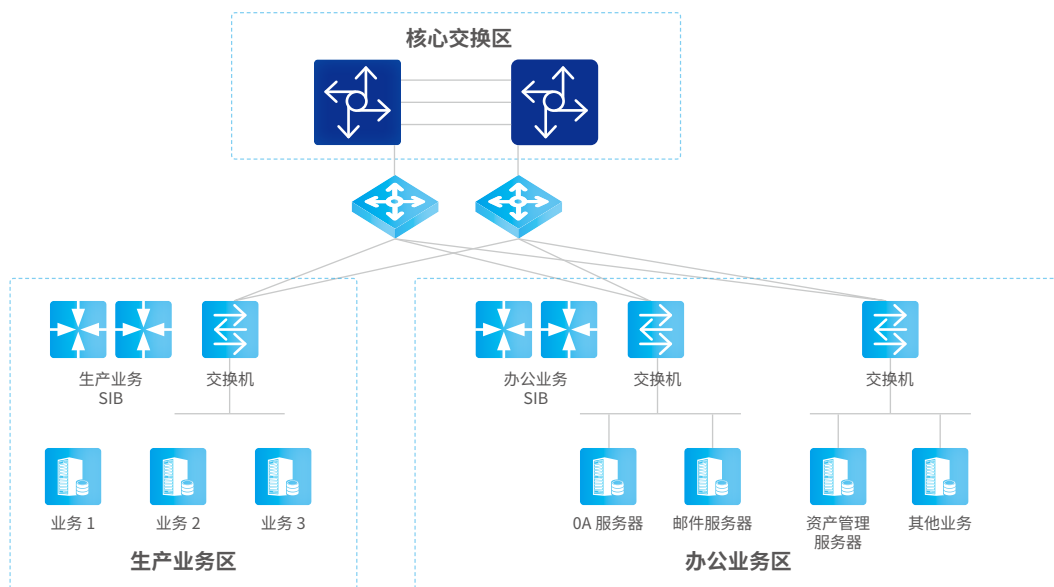 核心交换区
生产业务
SIB
交换机
办公业务
SIB
交换机
交换机
业务 1
业务 2
业务 3
0A 服务器
邮件服务器
资产管理
服务器
其他业务
生产业务区
办公业务区